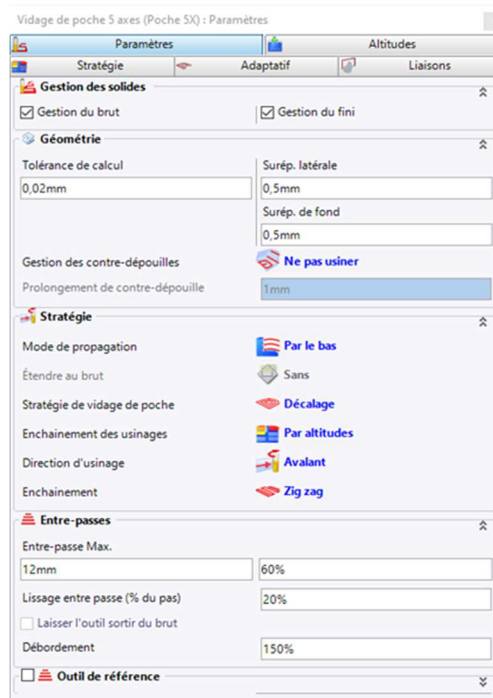 Vidage de poche 5 axes (Poche 5X) : Paramètres
Paramètres Altitudes
Stratégie Adaptatif Liaisons
Gestion des solides
Gestion du brut Gestion du fini
Géométrie
Tolérance de calcul Surép. latérale
0,02mm 0,5mm
Surép. de fond
0,5mm
Gestion des contre-dépouilles Ne pas usiner
Prolongement de contre-dépouille 1mm
Stratégie
Mode de propagation Par le bas
Étendre au brut Sans
Stratégie de vidage de poche Décalage
Enchainement des usinages Par altitudes
Direction d'usinage Avalant
Enchainement Zig zag
Entre-passes
Entre-passe Max.
12mm 60%
Lissage entre passe (% du pas) 20%
Laisser l'outil sortir du brut
Débordement 150%
Outil de référence